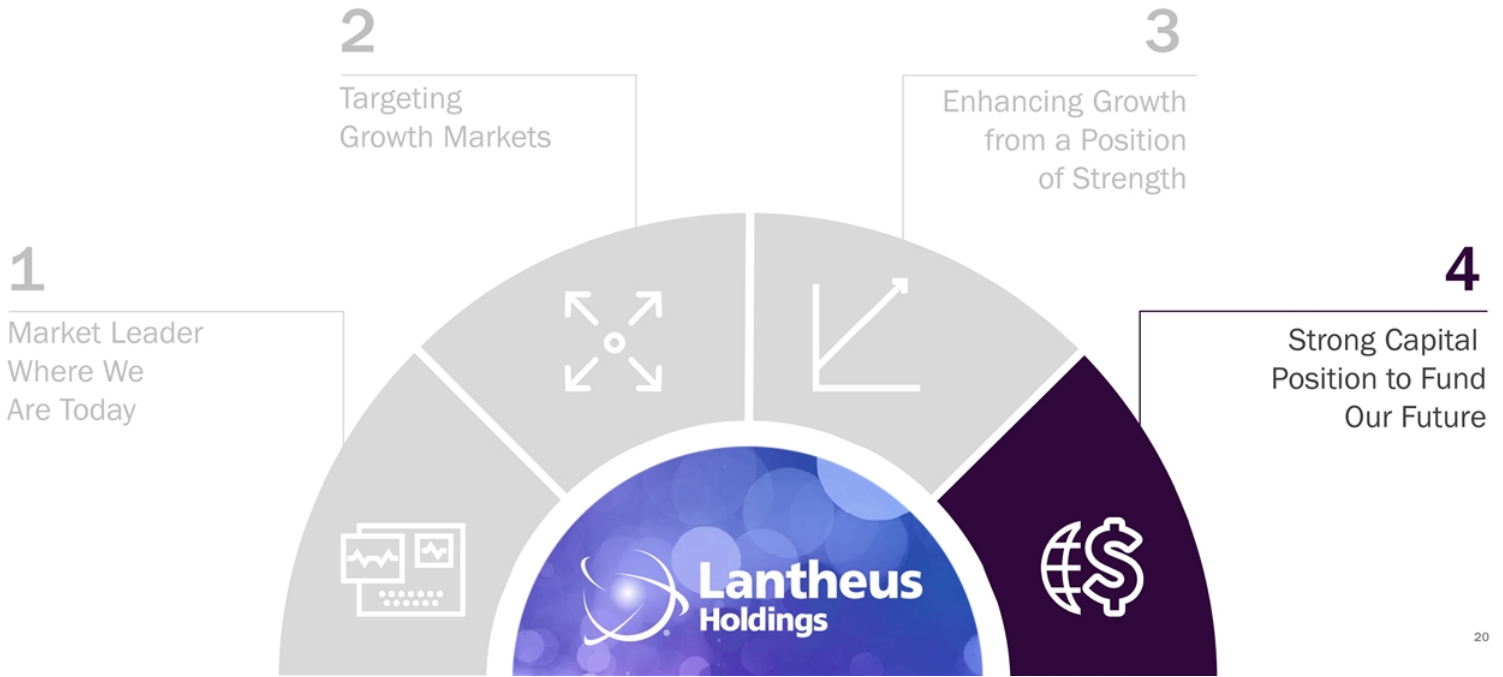 1
Market Leader
Where We
Are Today
2
Targeting
Growth Markets
3
Enhancing Growth
from a Position
of Strength
4
Strong Capital
Position to Fund
Our Future
Lantheus
Holdings
®
20